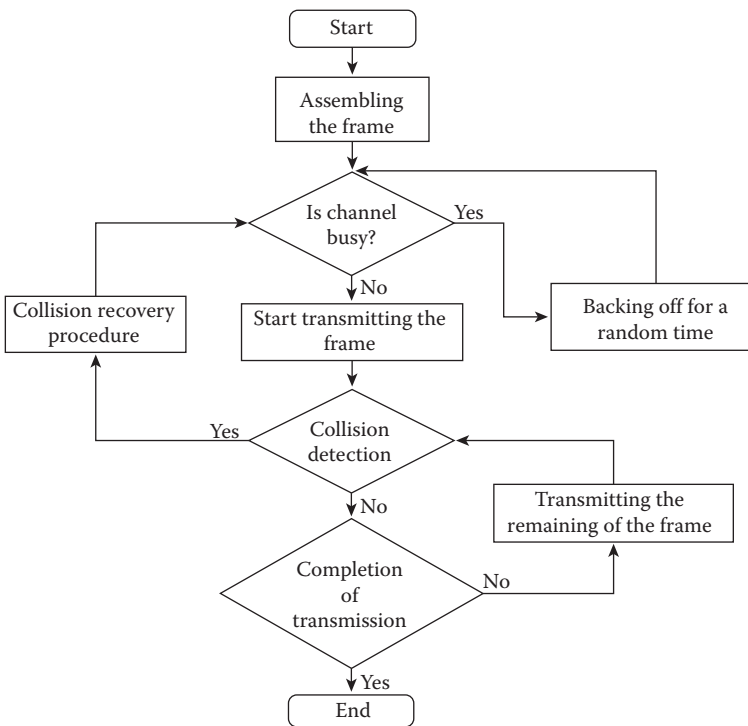 Start
Assembling
the frame
Is channel
busy?
Yes
No
Backing off for a
random time
Collision recovery
procedure
Start transmitting the
frame
Yes
Collision
detection
No
Transmitting the
remaining of the frame
Completion
of
transmission
No
Yes
End